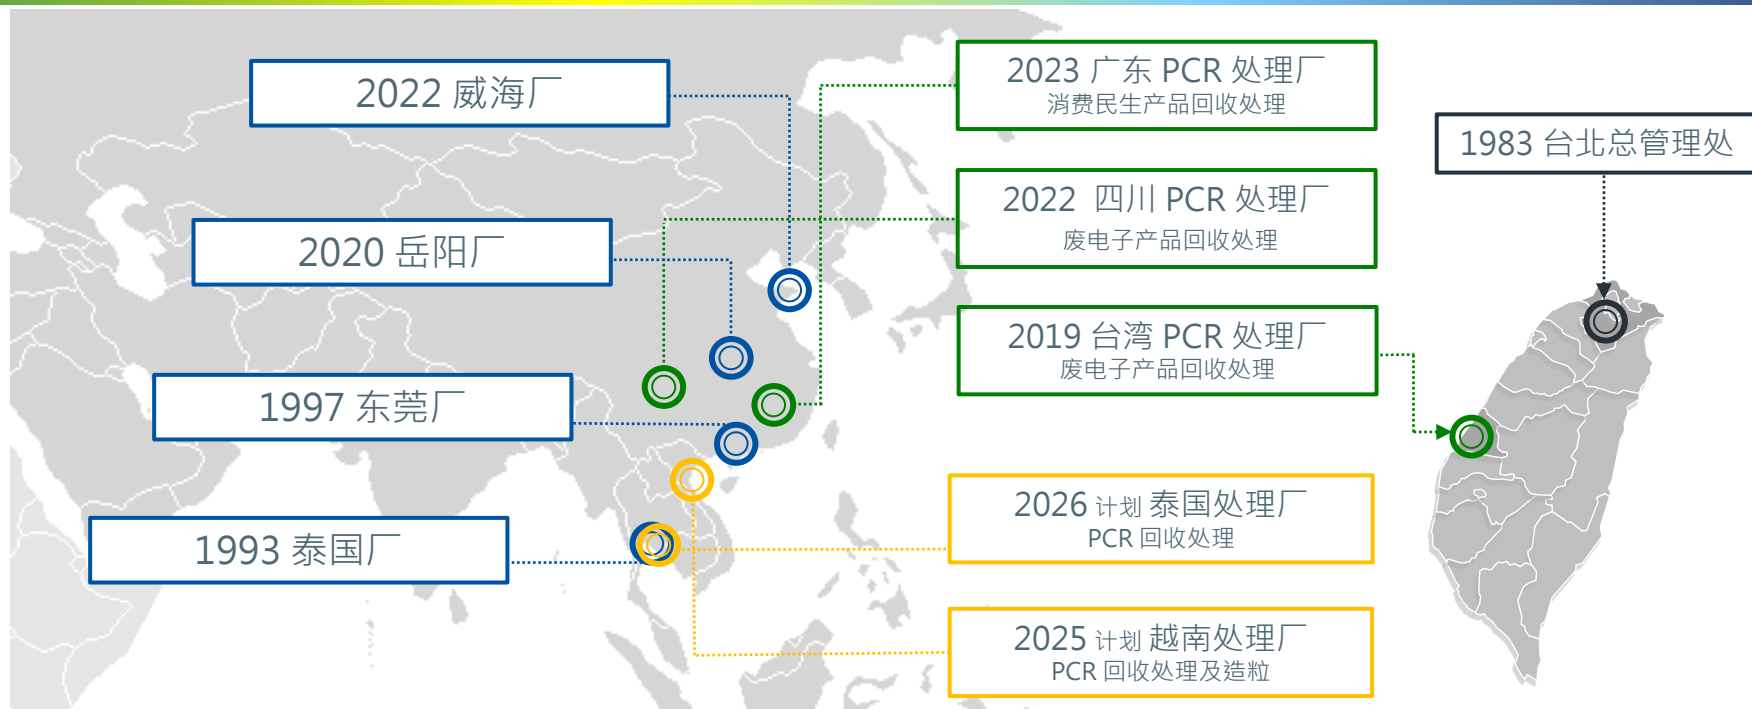 2022 威海厂
2020 岳阳厂
1997 东莞厂
1993 泰国厂
2023 广东 PCR 处理厂
消费民生产品回收处理
2022 四川 PCR 处理厂
废电子产品回收处理
2019 台湾 PCR 处理厂
废电子产品回收处理
2026 计划 泰国处理厂
PCR 回收处理
2025 计划 越南处理厂
PCR 回收处理及造粒
1983 台北总管理处